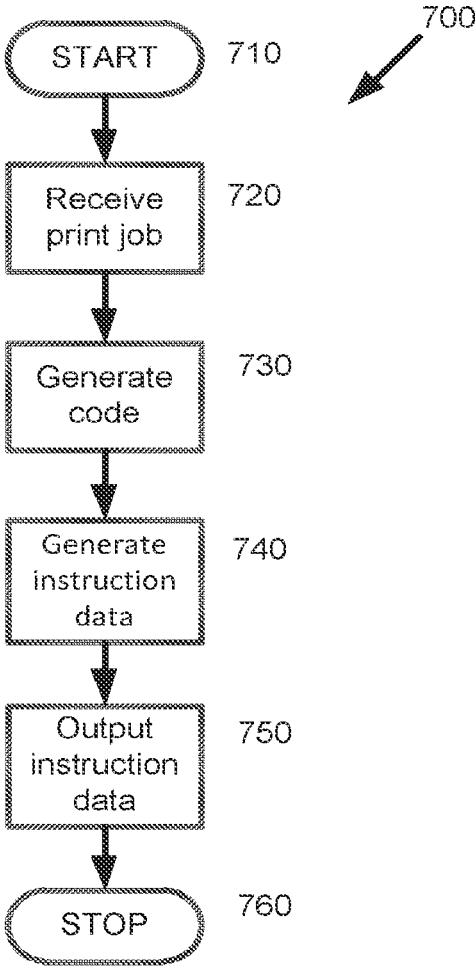 700
START 710
Receive 720
print job
Generate 730
code
Generate 740
instruction
data
Output 750
instruction
data
STOP 760